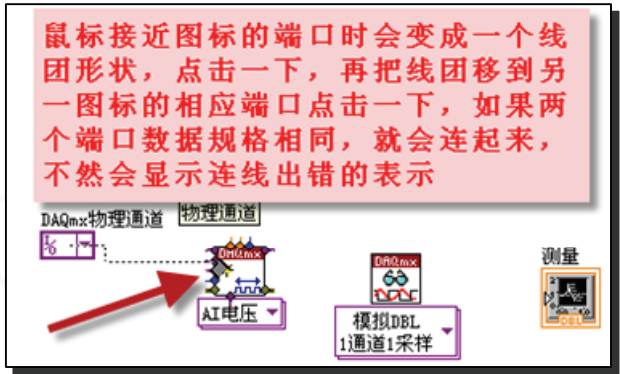 鼠标接近图标的端口时会变成一个线
团形状，点击一下，再把线团移到另
一图标的相应端口点击一下，如果两
个端口数据规格相同，就会连起来，
不然会显示连线出错的表示
DAQmx物理通道
物理通道
I/O
DAQmx
AI电压
DAQmx
模拟DBL
1通道1采样
测量
DBL